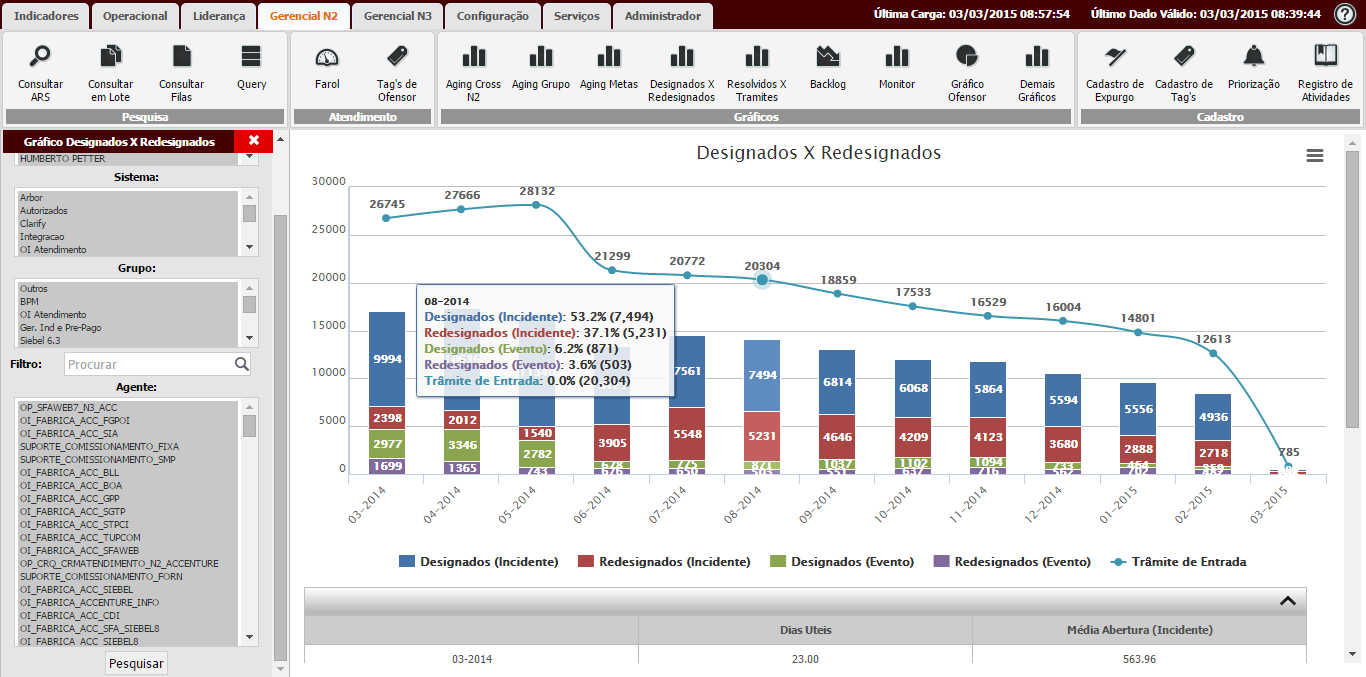 Indicadores
Operacional
Liderança
Gerencial N2
Gerencial N3
Configuração
Serviços
Administrador
Última Carga: 03/03/2015 08:57:54
Último Dado Válido: 03/03/2015 08:39:44
?
Consultar ARS
Consultar em Lote
Consultar Filas
Query
Pesquisa
Farol
Tag's de Ofensor
Atendimento
Aging Cross N2
Aging Grupo
Aging Metas
Designados X Redesignados
Resolvidos X Tramites
Backlog
Monitor
Gráfico Ofensor
Demais Gráficos
Gráficos
Cadastro de Expurgo
Cadastro de Tag's
Priorização
Registro de Atividades
Cadastro
Gráfico Designados X Redesignados
HUMBERTO PETTER
Sistema:
Arbor
Autorizados
Clarify
Integracao
OI Atendimento
Grupo:
Outros
BPM
OI Atendimento
Ger. Ind e Pre-Pago
Siebel 6.3
Filtro:
Procurar
Agente:
OP_SFAWEB7_N3_ACC
OI_FABRICA_ACC_FGPOI
OI_FABRICA_ACC_SIA
SUPORTE_COMISSIONAMENTO_FIXA
SUPORTE_COMISSIONAMENTO_SMP
OI_FABRICA_ACC_BLL
OI_FABRICA_ACC_BOA
OI_FABRICA_ACC_GPP
OI_FABRICA_ACC_SGTP
OI_FABRICA_ACC_STPCI
OI_FABRICA_ACC_TUPCOM
OI_FABRICA_ACC_SFAWEB
OP_CRQ_CRMATENDIMENTO_N2_ACCENTURE
SUPORTE_COMISSIONAMENTO_FORN
OI_FABRICA_ACC_SIEBEL
OI_FABRICA_ACCENTURE_INFO
OI_FABRICA_ACC_CDI
OI_FABRICA_ACC_SFA_SIEBEL8
OI_FABRICA_ACC_SIEBEL8
Pesquisar
Designados X Redesignados
30000
25000
20000
15000
10000
5000
0
26745
27666
28132
21299
20772
20304
18859
17533
16529
16004
14801
12613
785
08-2014
Designados (Incidente): 53.2% (7,494)
Redesignados (Incidente): 37.1% (5,231)
Designados (Evento): 6.2% (871)
Redesignados (Evento): 3.6% (503)
Trâmite de Entrada: 0.0% (20,304)
9994
7561
7494
6814
6068
5864
5594
5556
4936
2398
2012
1540
3905
5548
5231
4646
4209
4123
3680
2888
2718
2977
3346
2782
628
775
871
1037
1102
1094
733
464
1699
1365
743
676
650
503
551
637
716
562
702
03-2014
04-2014
05-2014
06-2014
07-2014
08-2014
09-2014
10-2014
11-2014
12-2014
01-2015
02-2015
03-2015
Designados (Incidente)
Redesignados (Incidente)
Designados (Evento)
Redesignados (Evento)
Trâmite de Entrada
Dias Uteis
Média Abertura (Incidente)
03-2014
23.00
563.96